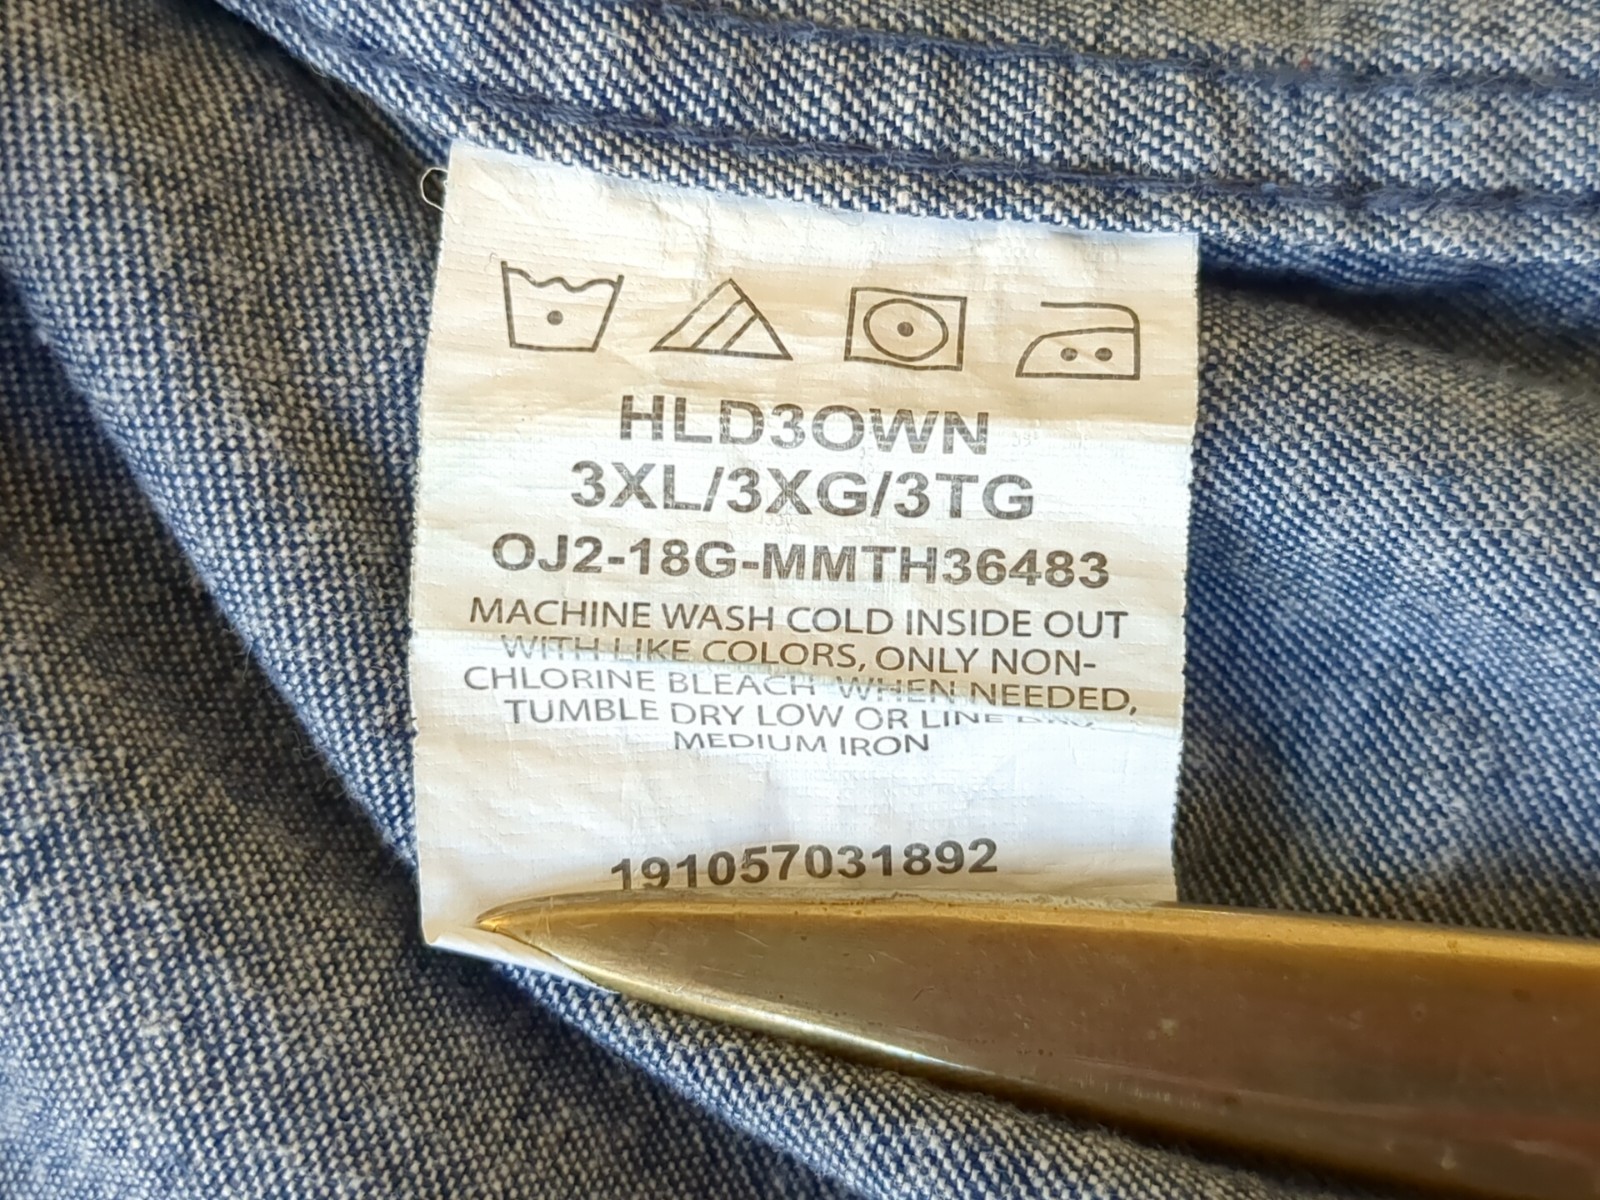 HLD3OWN
3XL/3XG/3TG
OJ2-18G-MMTH36483
MACHINE WASH COLD INSIDE OUT
WITH LIKE COLORS, ONLY NON-
CHLORINE BLEACH WHEN NEEDED,
TUMBLE DRY LOW OR LINE DRY,
MEDIUM IRON
191057031892